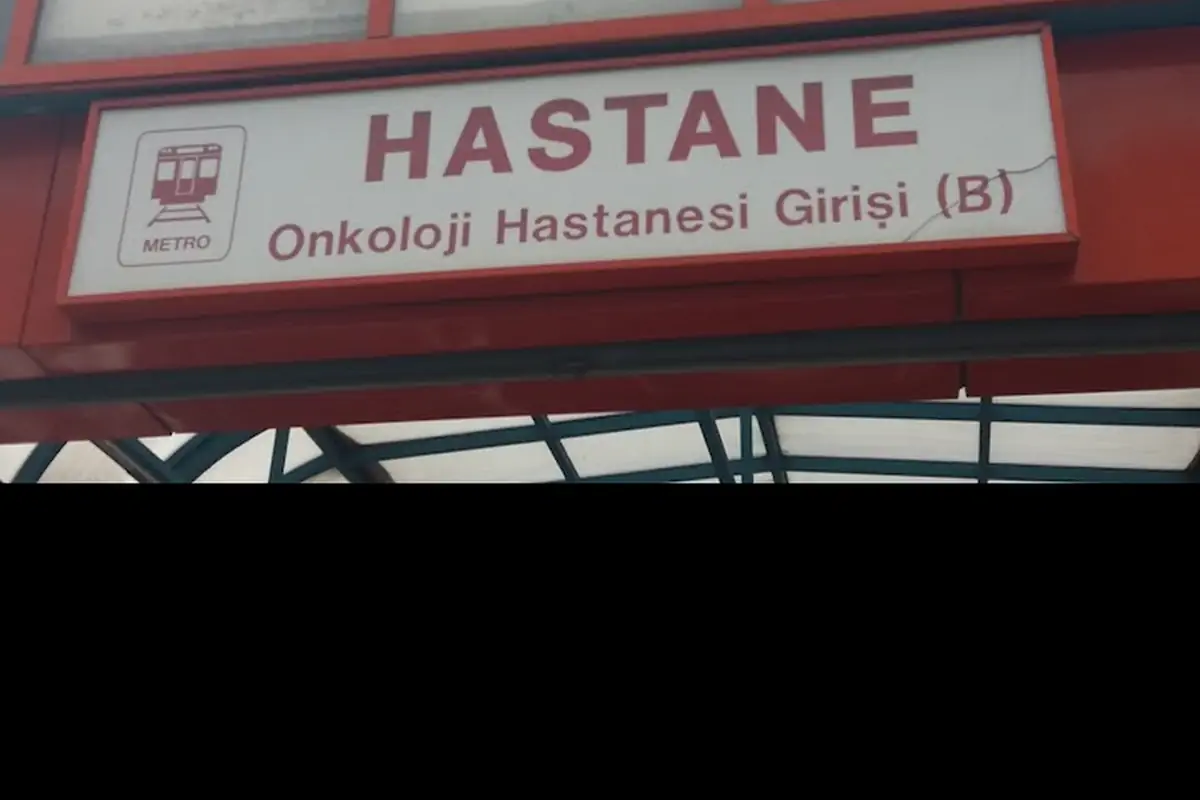 HASTANE
METRO
Onkoloji Hastanesi Girişi (B)